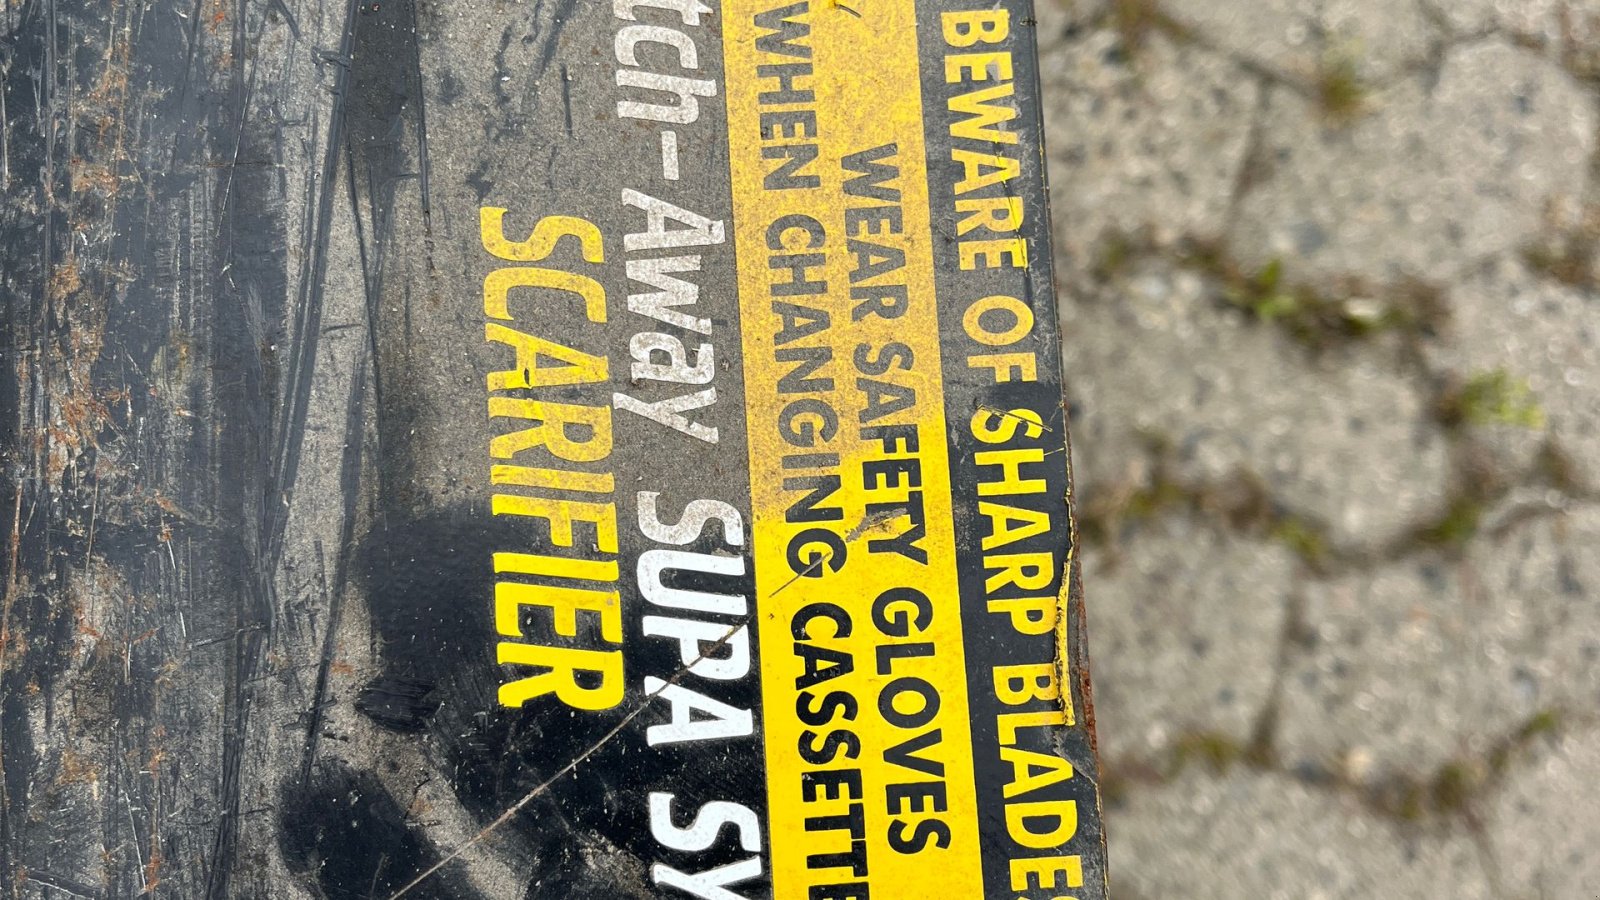 BEWARE OF SHARP BLADES
WEAR SAFETY GLOVES
WHEN CHANGING CASSETTE
tch-Away SUPA SY
SCARIFIER